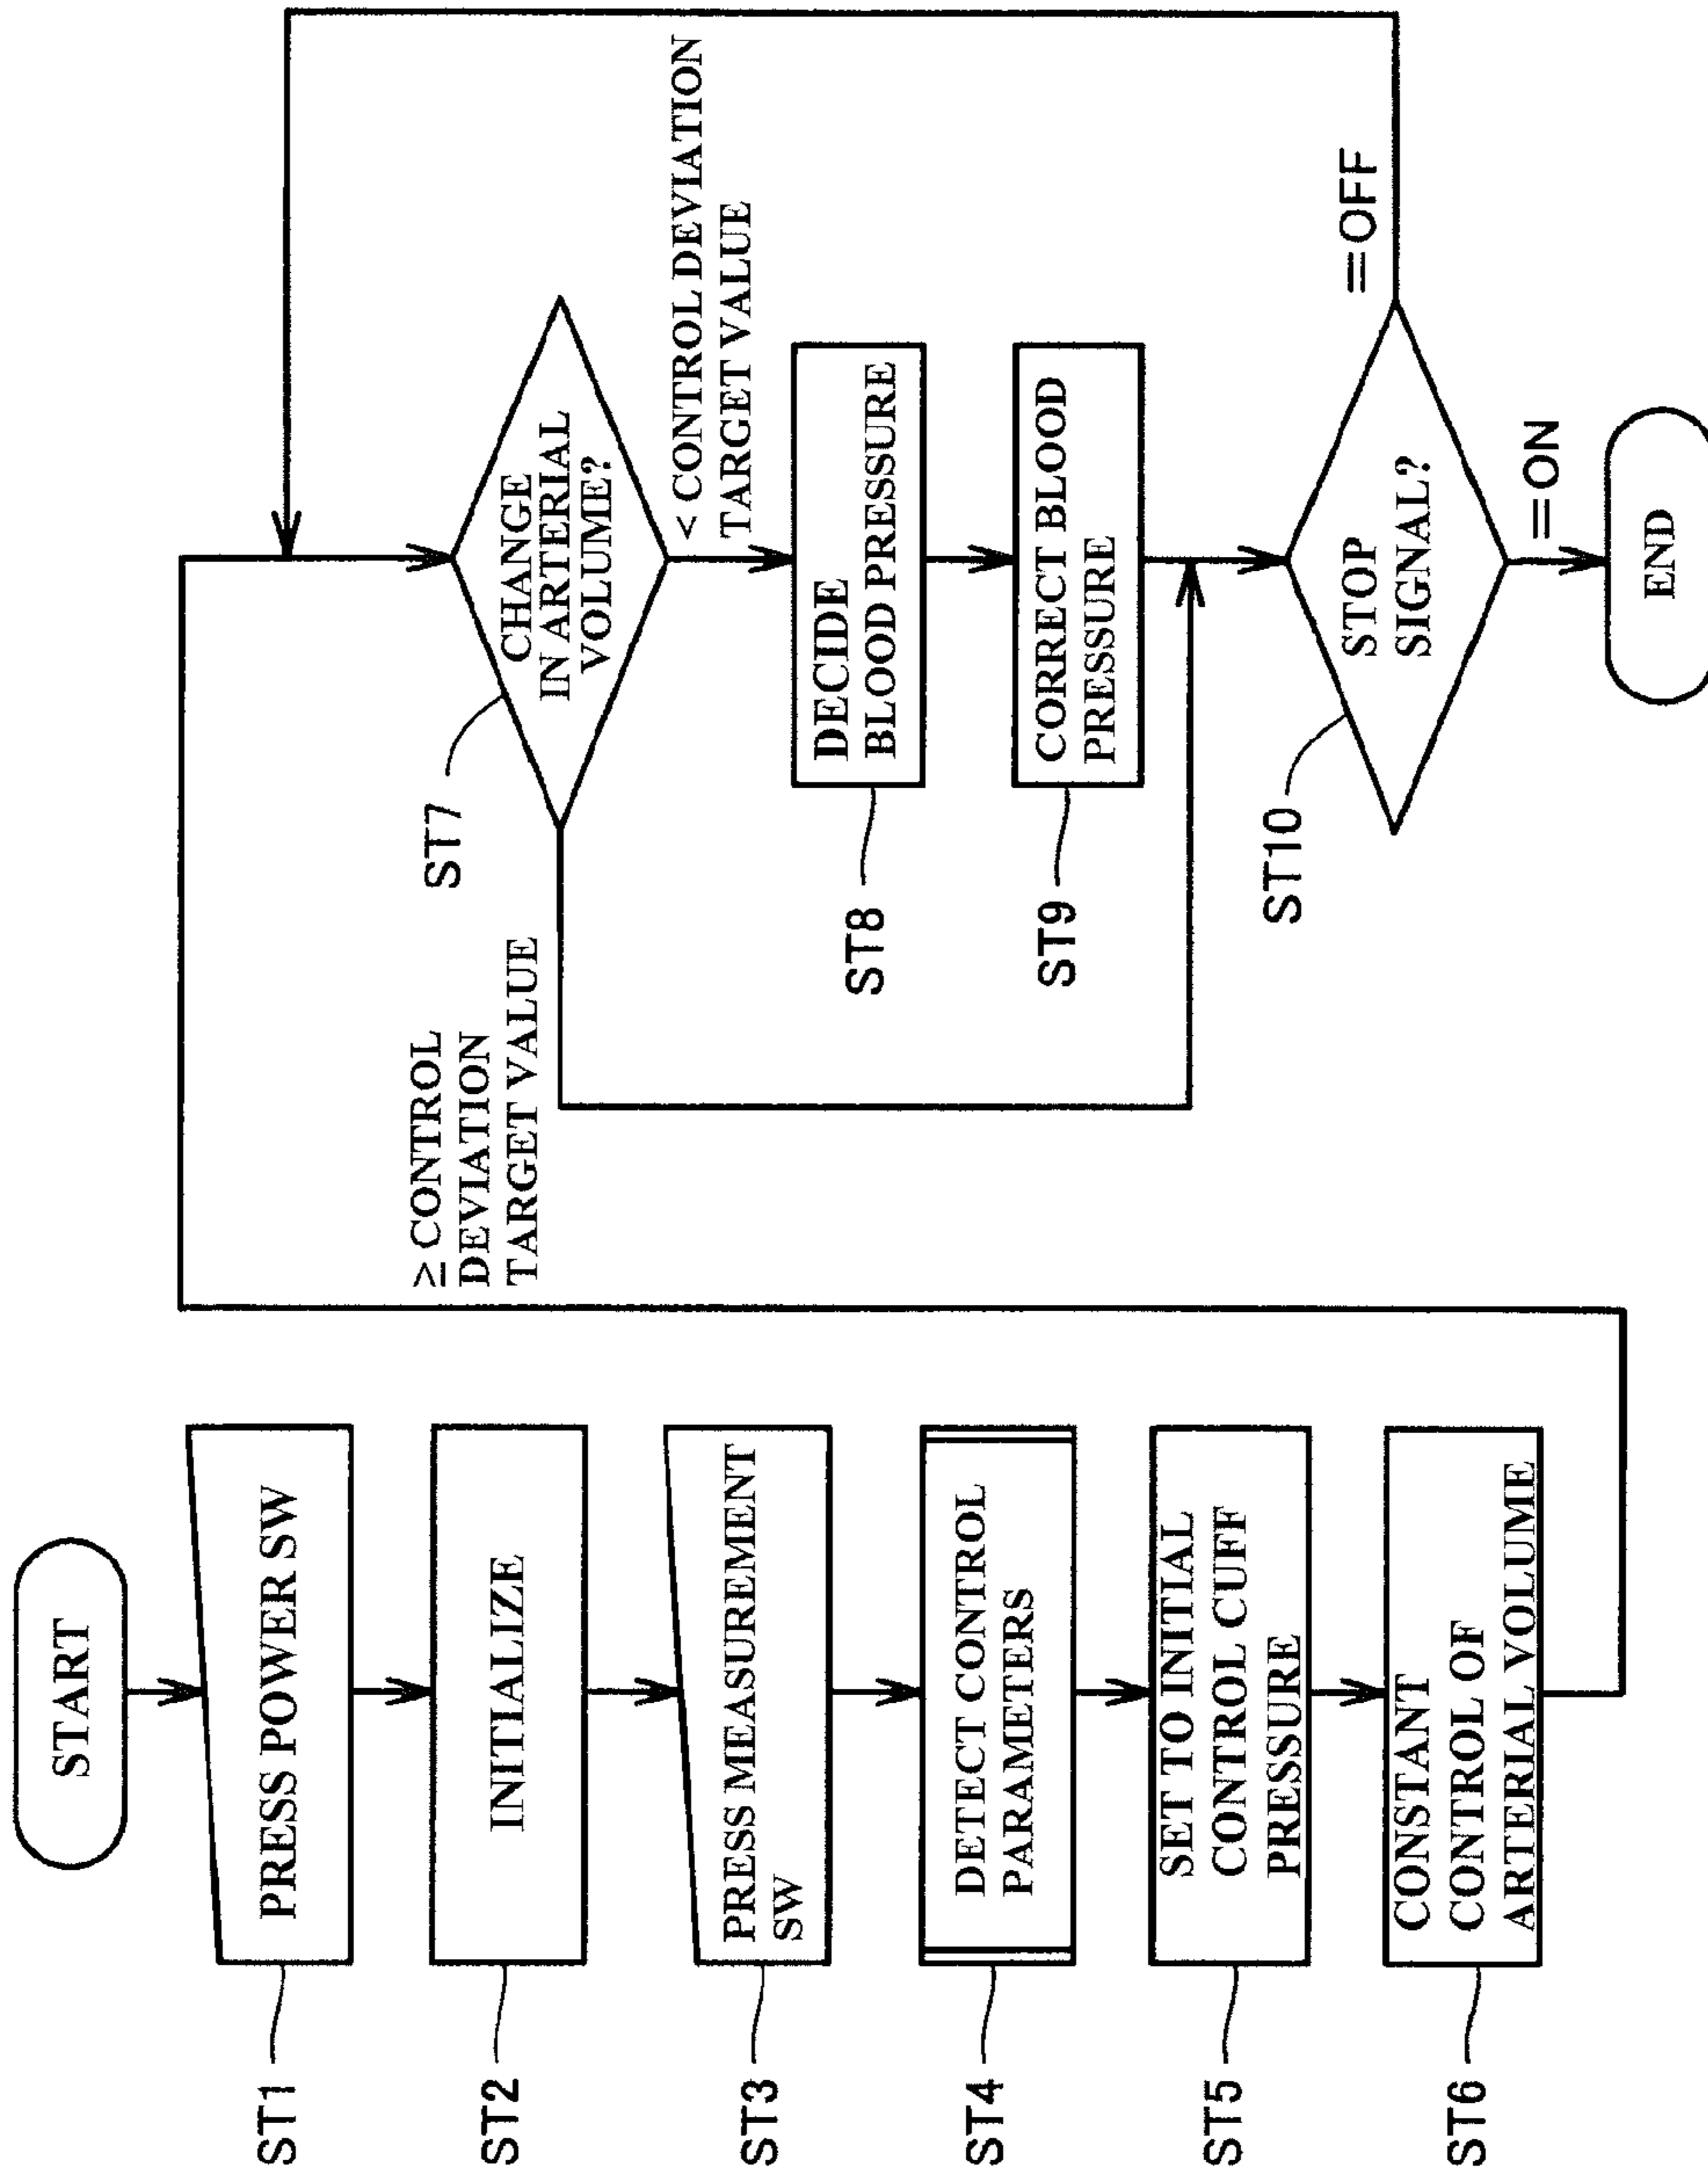 START
ST1
PRESS POWER SW
ST2
INITIALIZE
ST3
PRESS MEASUREMENT
SW
ST4
DETECT CONTROL
PARAMETERS
ST5
SET TO INITIAL
CONTROL CUFF
PRESSURE
ST6
CONSTANT
CONTROL OF
ARTERIAL VOLUME
≥ CONTROL
DEVIATION
TARGET VALUE
ST7
CHANGE
IN ARTERIAL
VOLUME?
< CONTROL DEVIATION
TARGET VALUE
ST8
DECIDE
BLOOD PRESSURE
ST9
CORRECT BLOOD
PRESSURE
ST10
STOP
SIGNAL?
=OFF
=ON
END